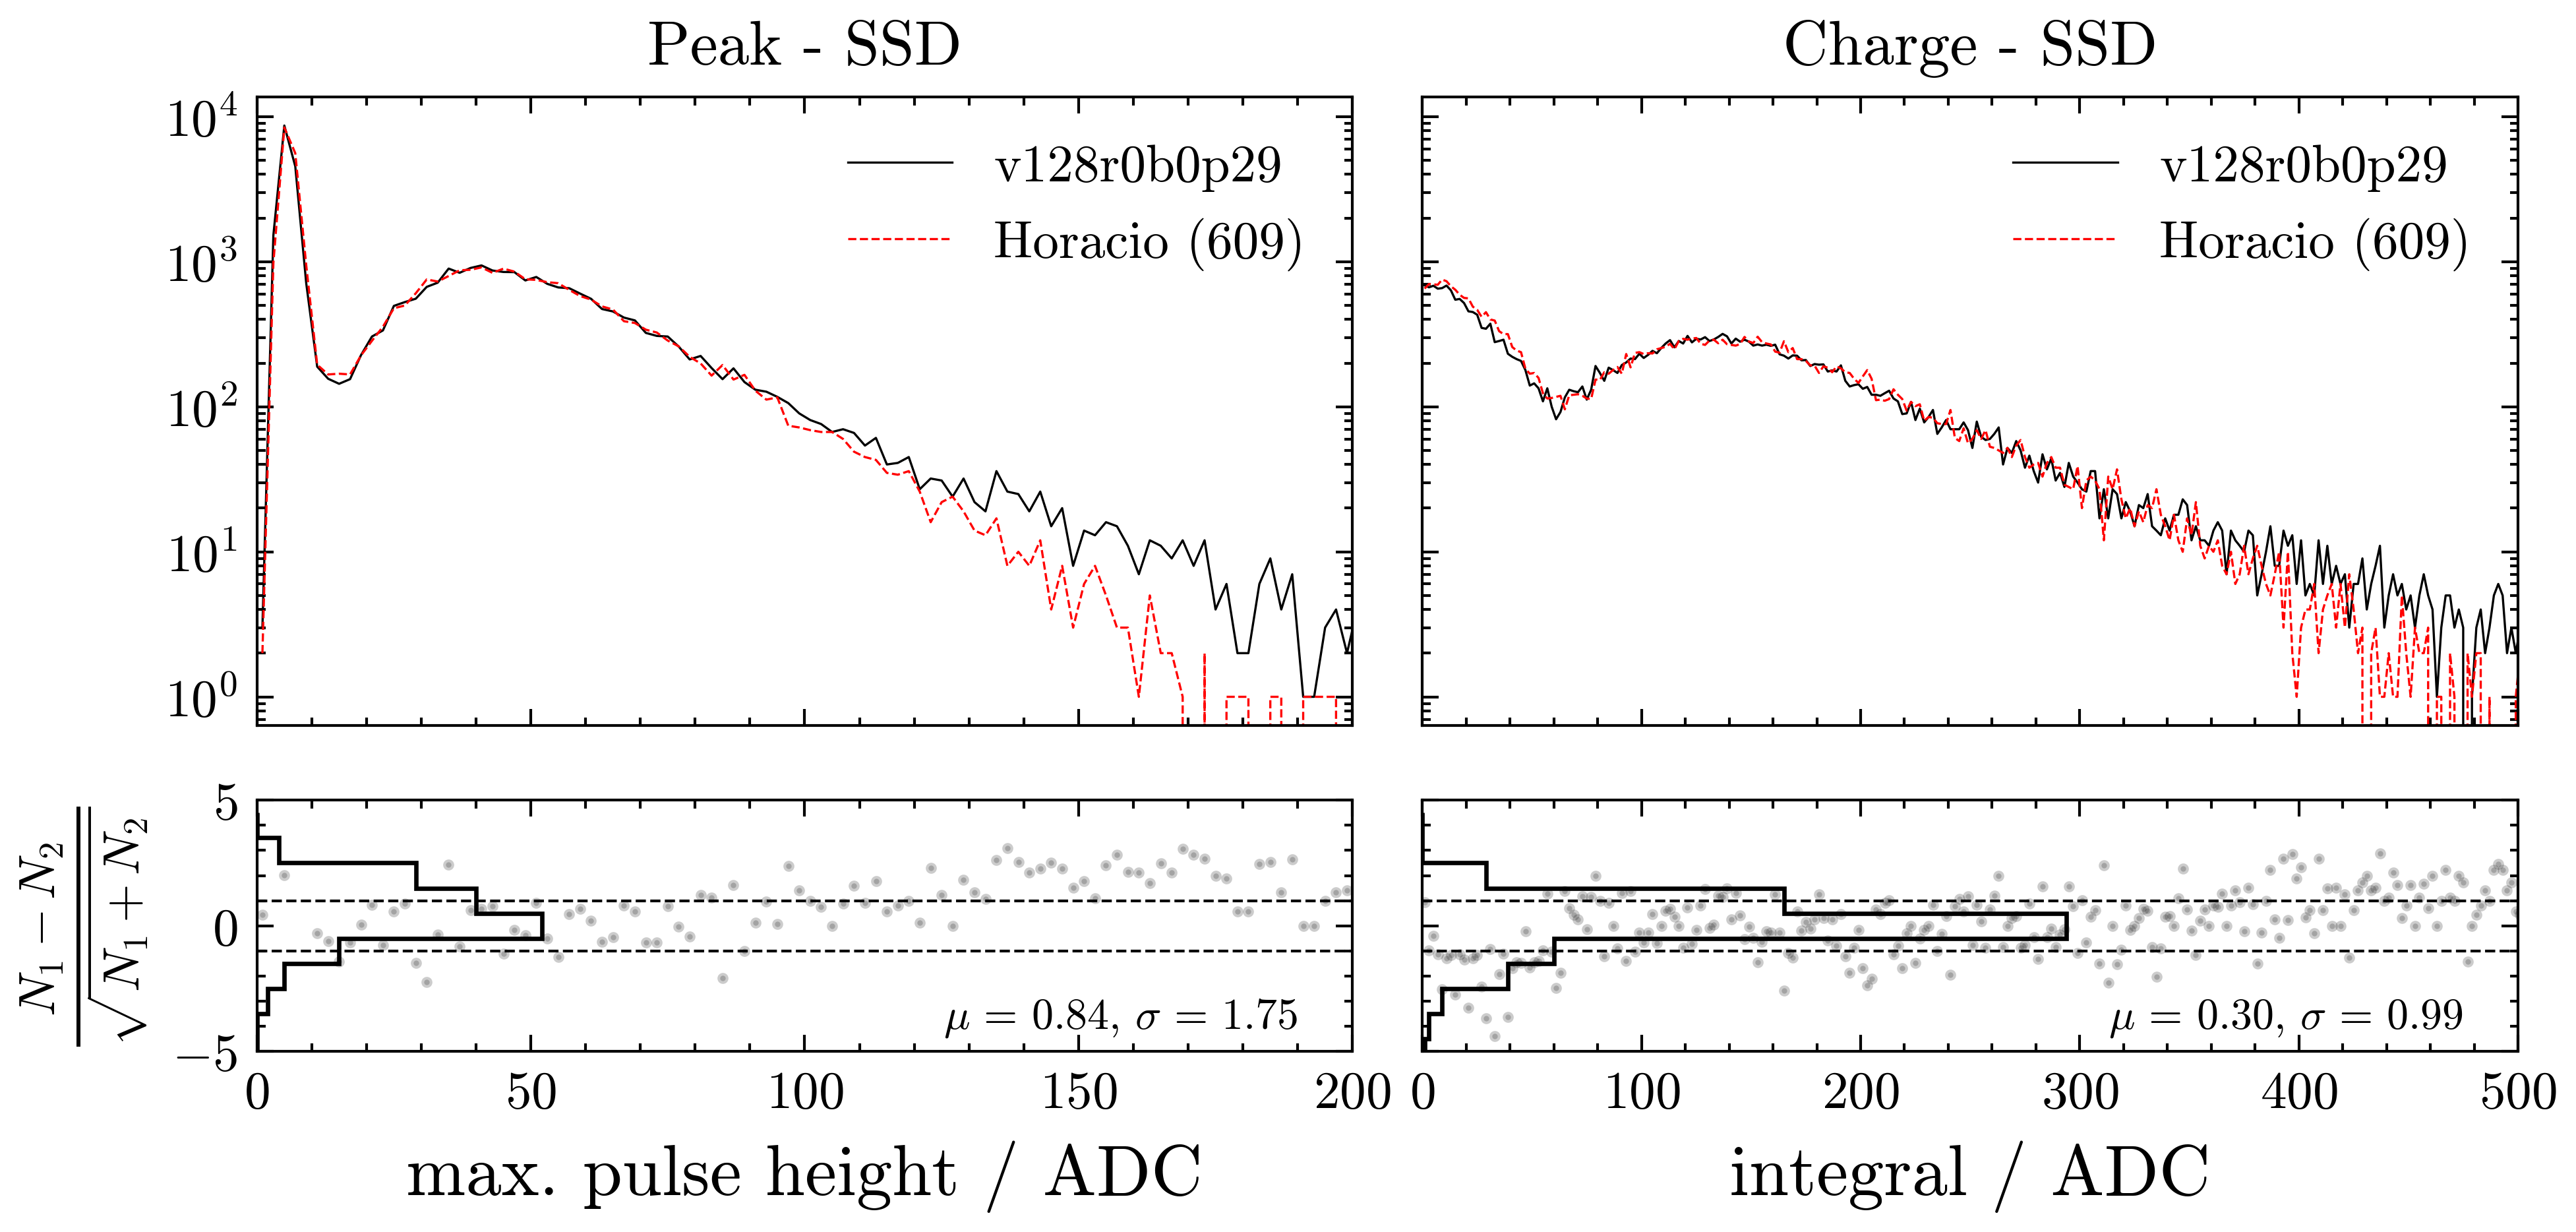 Peak - SSD
Charge - SSD
10^4
10^3
10^2
10^1
10^0
v128r0b0p29
Horacio (609)
v128r0b0p29
Horacio (609)
N_1 − N_2
√N_1 + N_2
5
0
−5
μ = 0.84, σ = 1.75
μ = 0.30, σ = 0.99
0 50 100 150 200
0 100 200 300 400 500
max. pulse height / ADC
integral / ADC